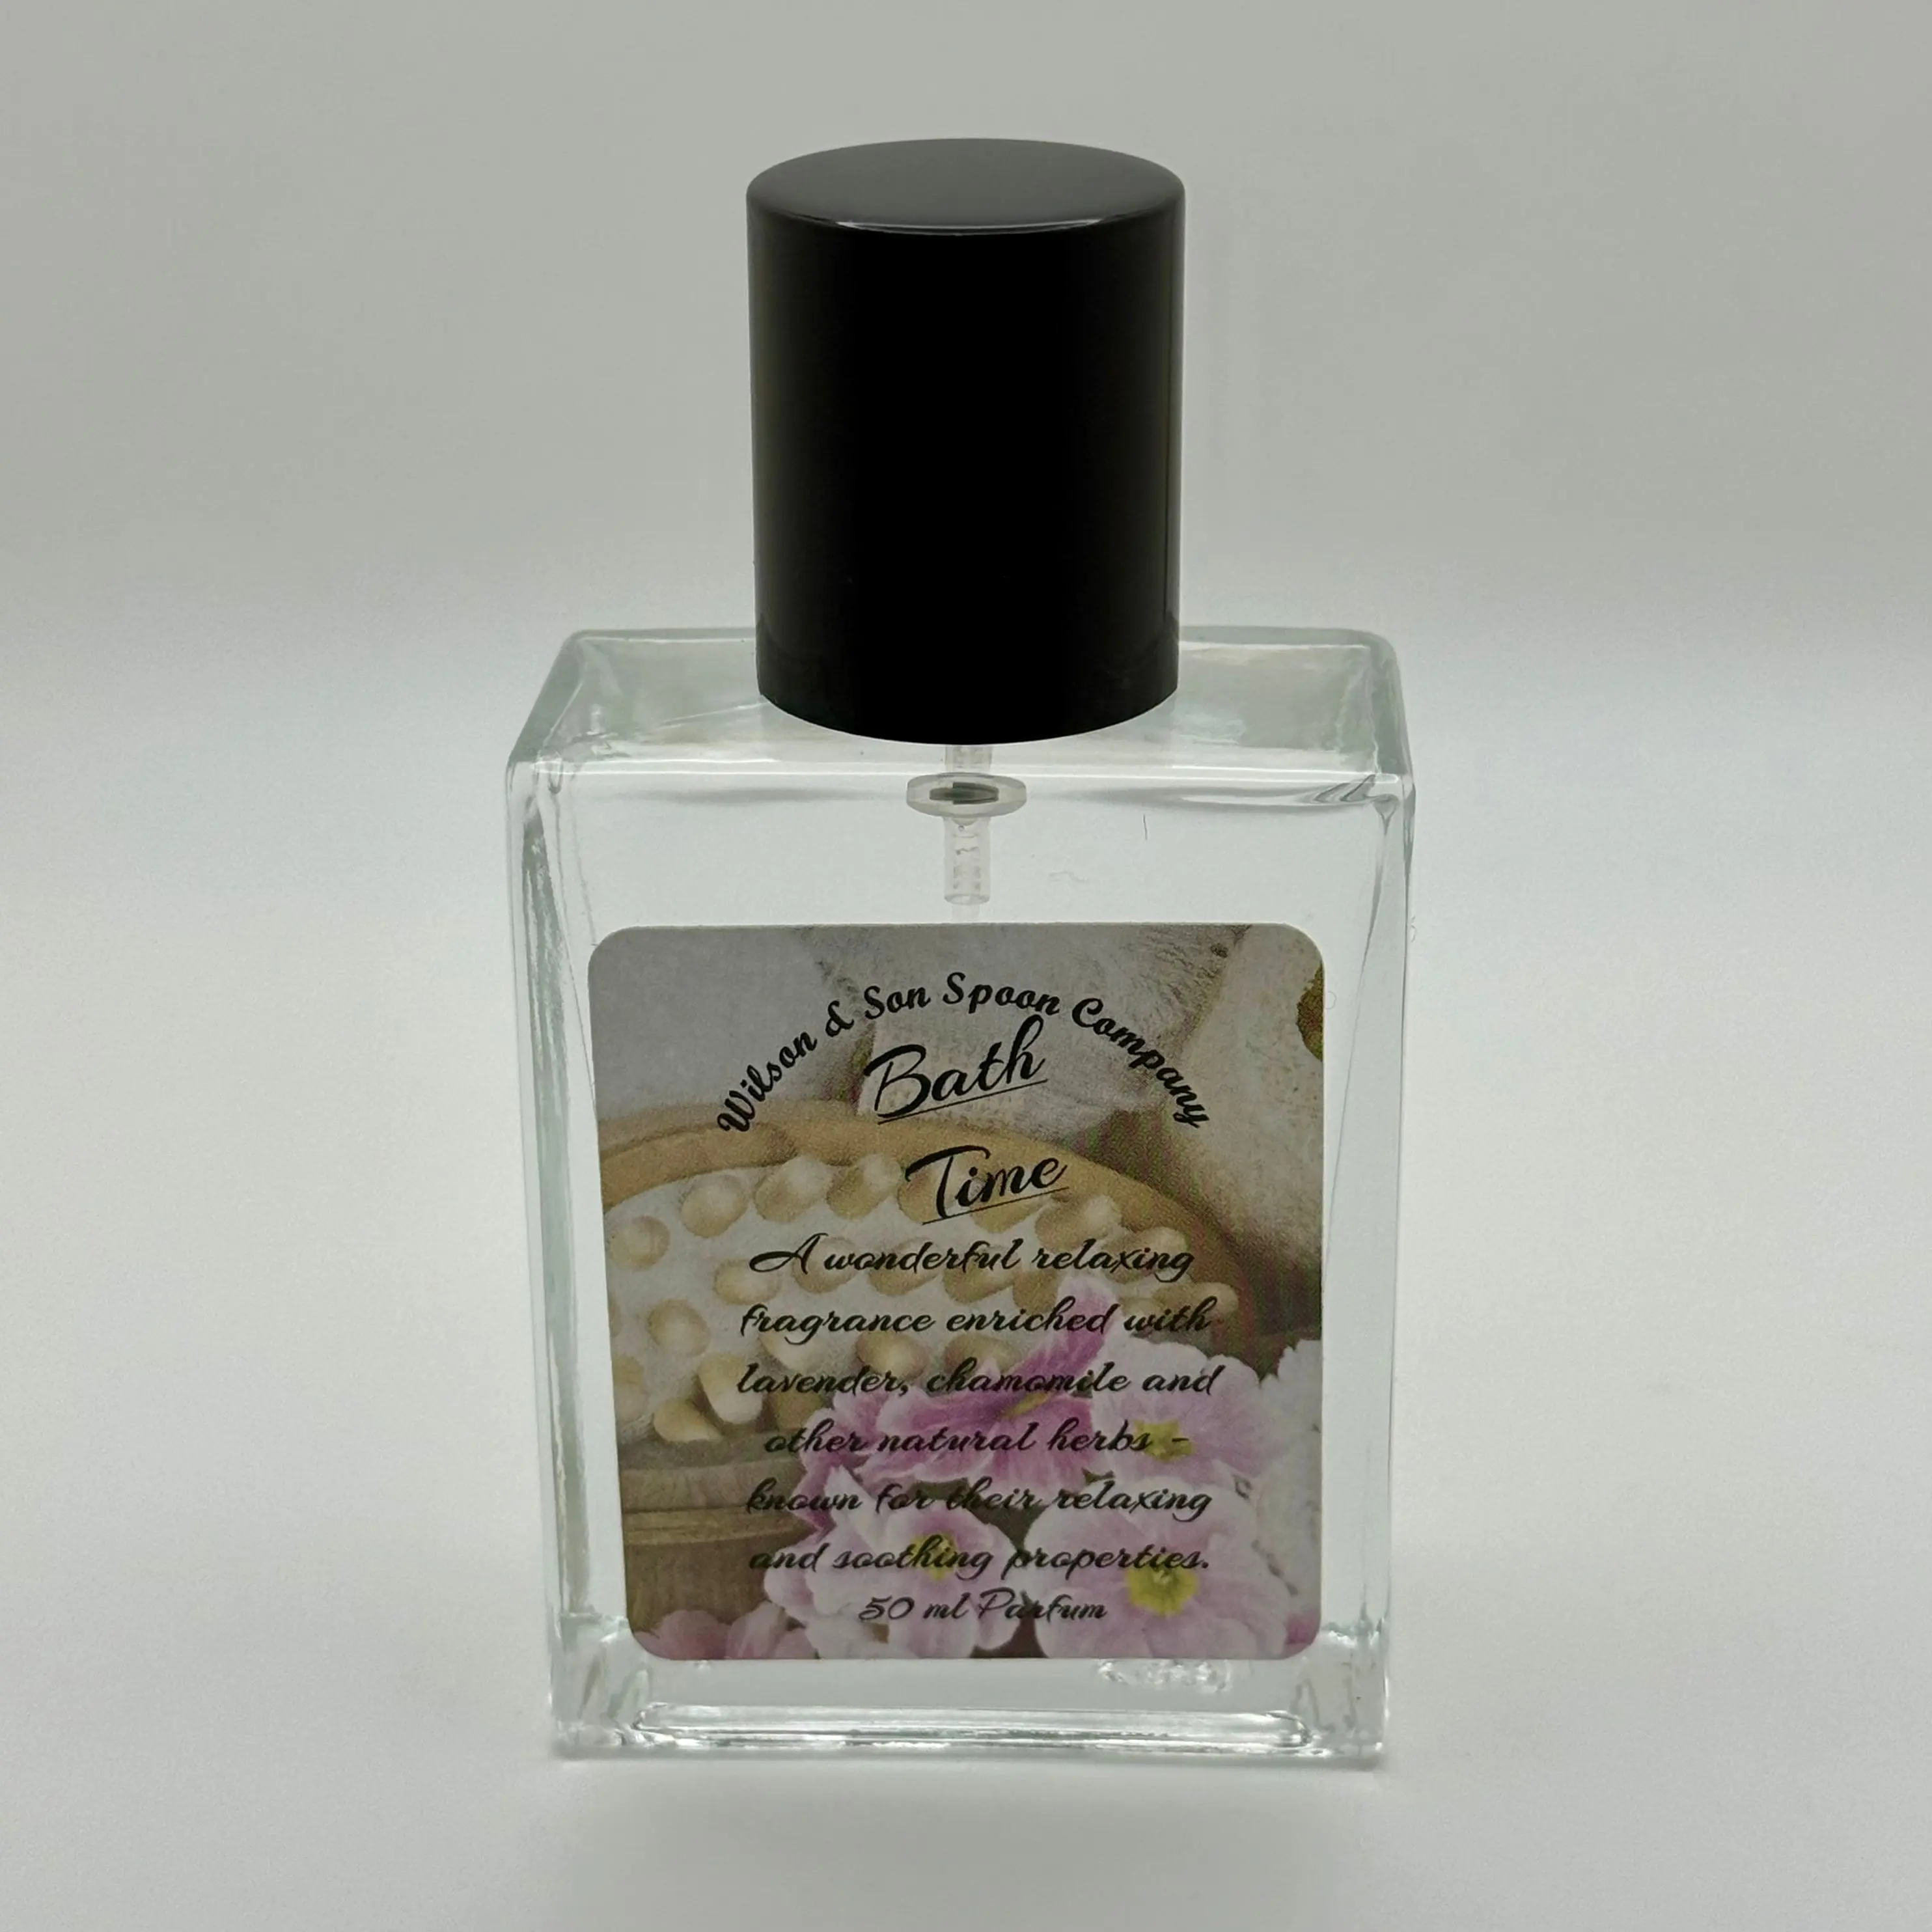 Wilson & Son Spoon Company
Bath
Time
A wonderful relaxing
fragrance enriched with
lavender, chamomile and
other natural herbs -
known for their relaxing
and soothing properties.
50 ml Parfum